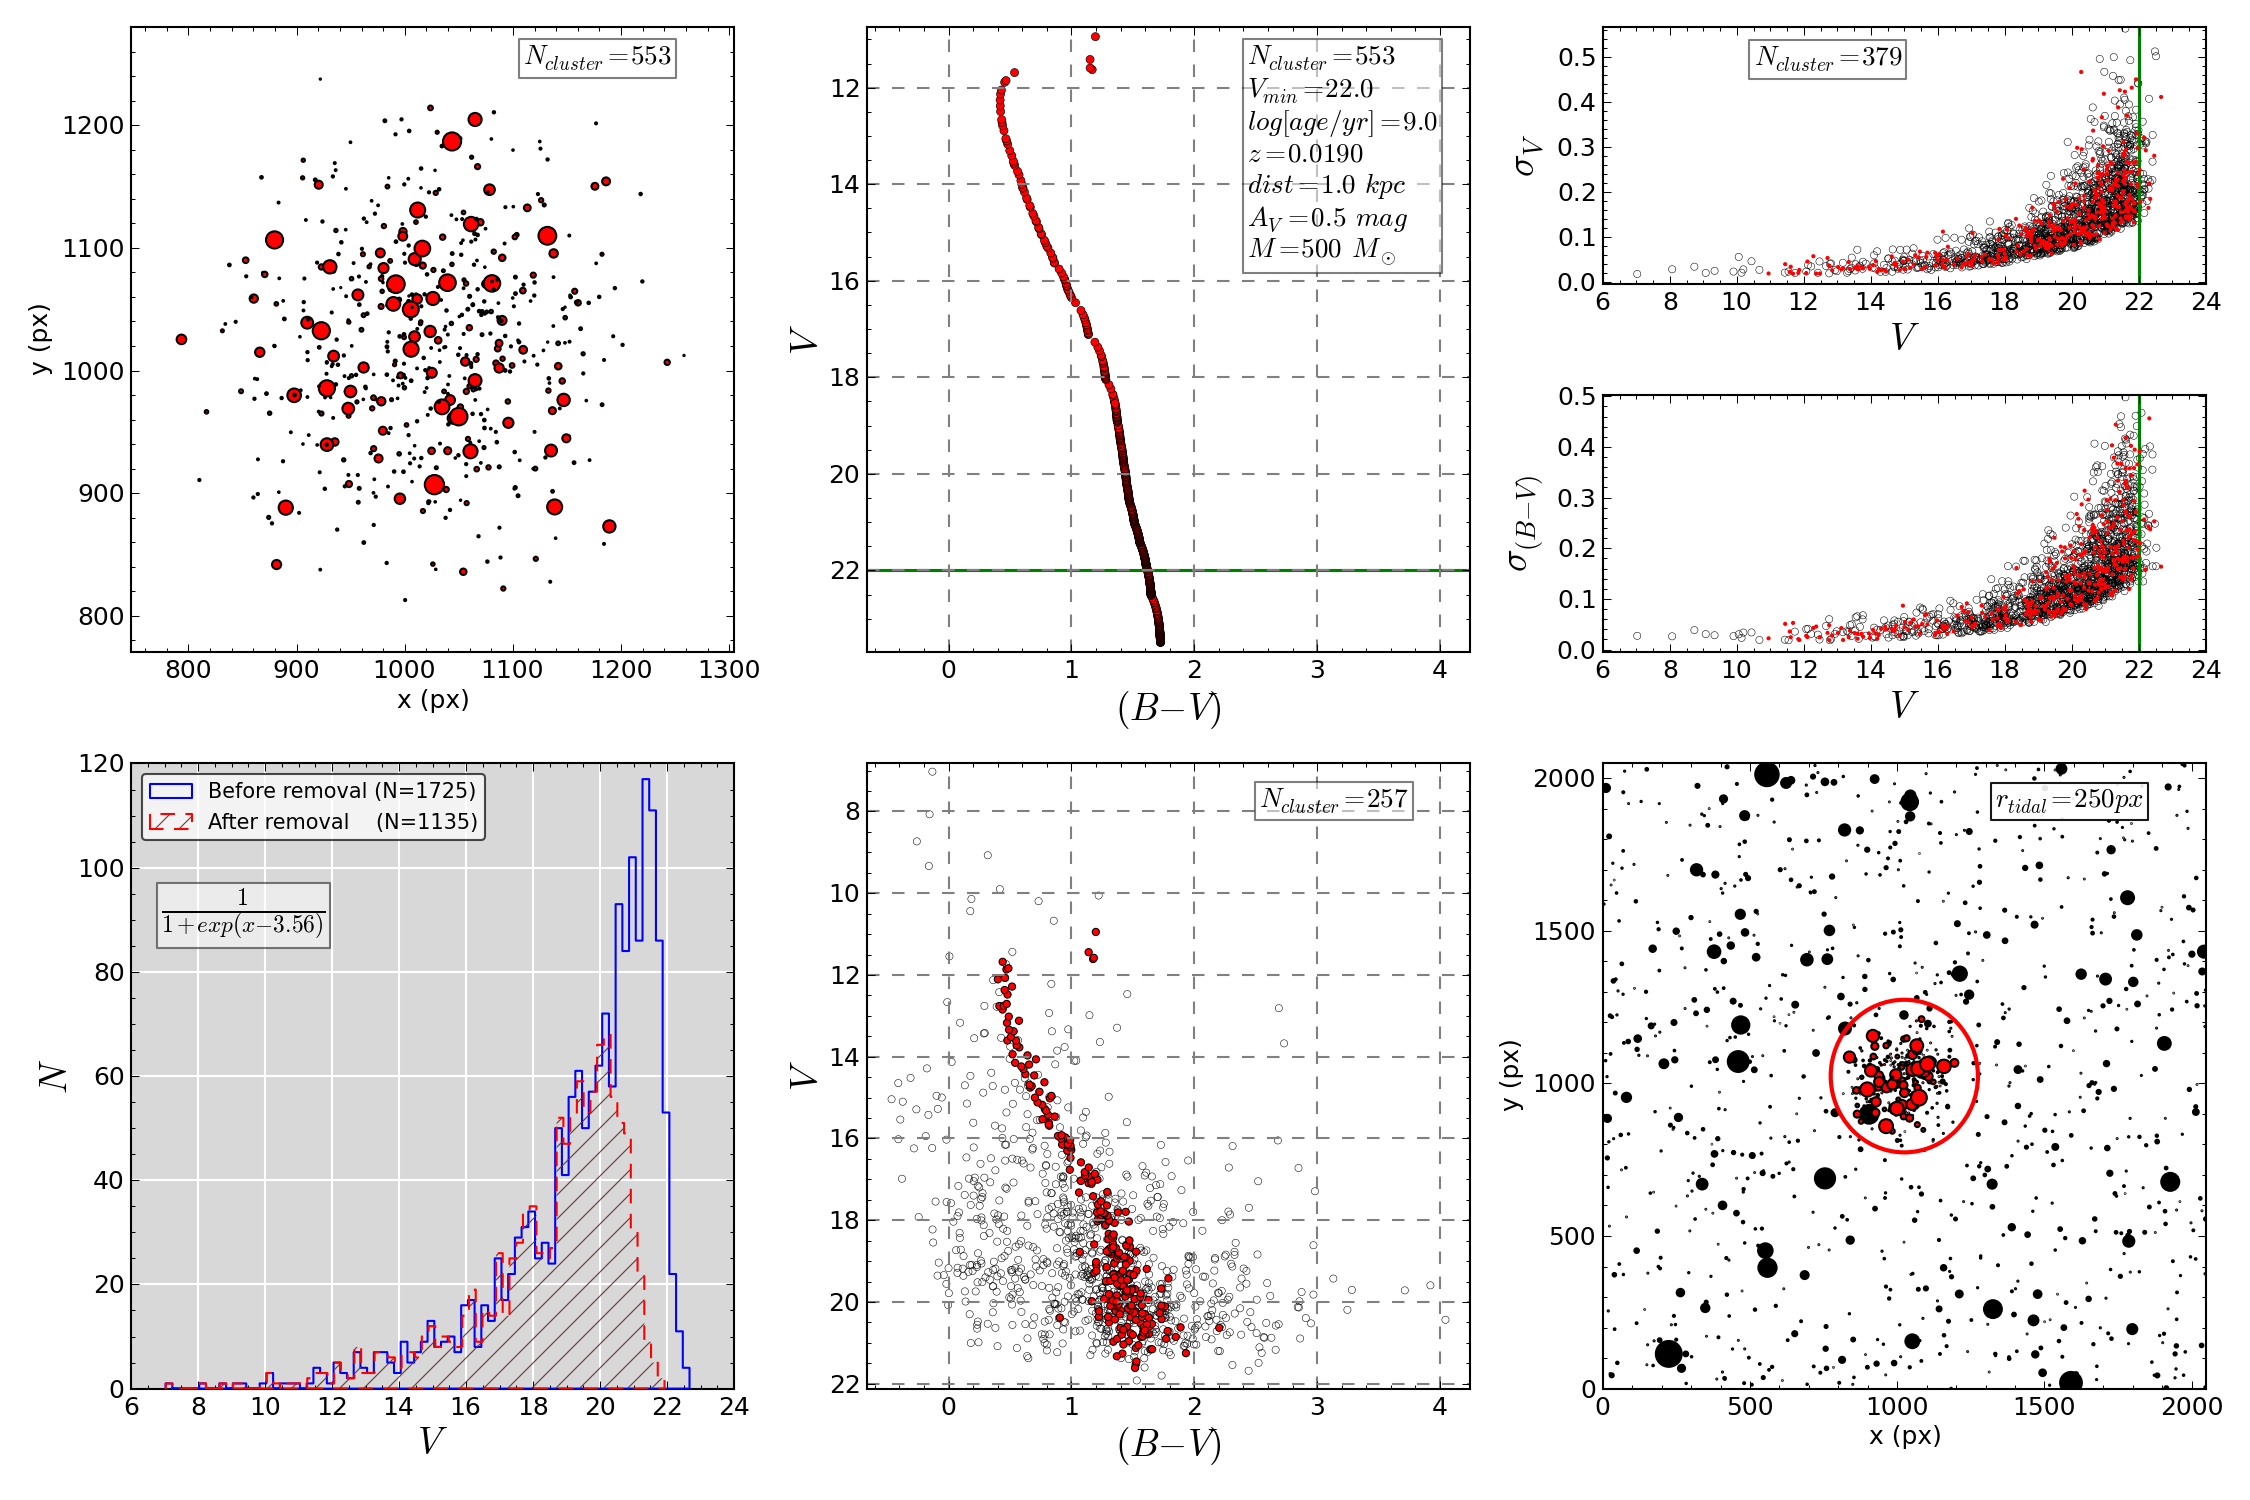 N_cluster=553
1200
1100
1000
900
800
y (px)
800 900 1000 1100 1200 1300
x (px)
N_cluster=553
V_min=22.0
log[age/yr]=9.0
z=0.0190
dist=1.0 kpc
A_V=0.5 mag
M=500 M_⊙
12
14
16
18
20
22
V
0 1 2 3 4
(B−V)
N_cluster=379
0.5
0.4
0.3
0.2
0.1
0.0
σ_V
6 8 10 12 14 16 18 20 22 24
V
0.5
0.4
0.3
0.2
0.1
0.0
σ_(B−V)
6 8 10 12 14 16 18 20 22 24
V
Before removal (N=1725)
After removal (N=1135)
1
1+exp(x−3.56)
120
100
80
60
40
20
0
N
6 8 10 12 14 16 18 20 22 24
V
N_cluster=257
8
10
12
14
16
18
20
22
V
0 1 2 3 4
(B−V)
r_tidal=250px
2000
1500
1000
500
0
y (px)
0 500 1000 1500 2000
x (px)